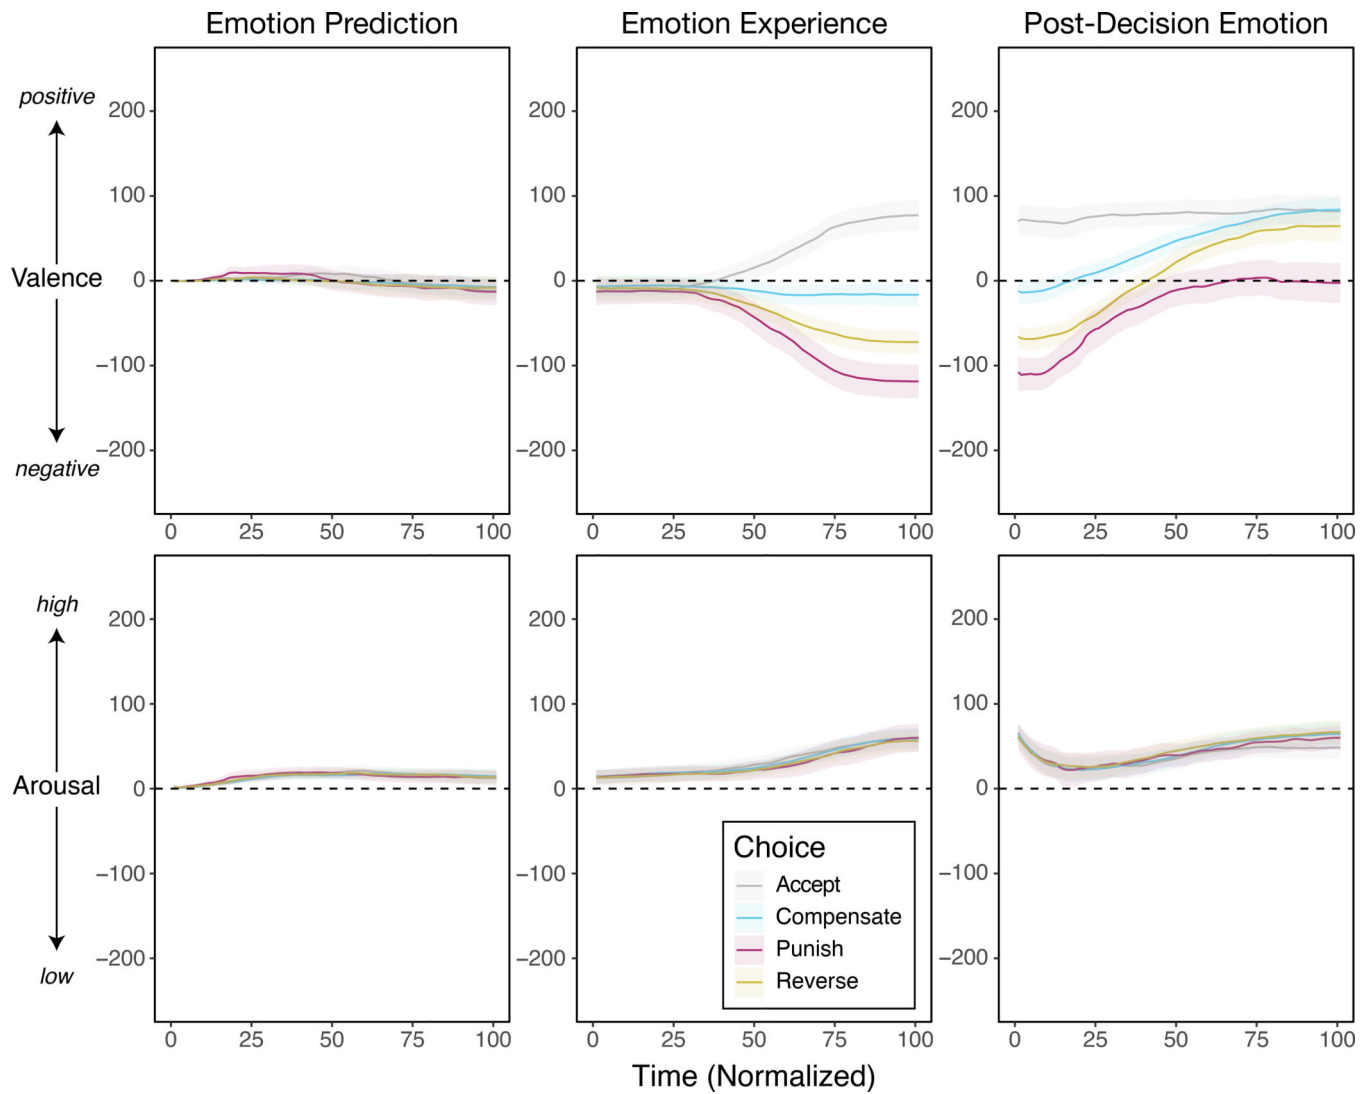 Emotion Prediction Emotion Experience Post-Decision Emotion
positive
Valence
negative
200 100 0 −100 −200
0 25 50 75 100
200 100 0 −100 −200
0 25 50 75 100
200 100 0 −100 −200
0 25 50 75 100
high
Arousal
low
200 100 0 −100 −200
0 25 50 75 100
200 100 0 −100 −200
Choice
Accept
Compensate
Punish
Reverse
0 25 50 75 100
200 100 0 −100 −200
0 25 50 75 100
Time (Normalized)